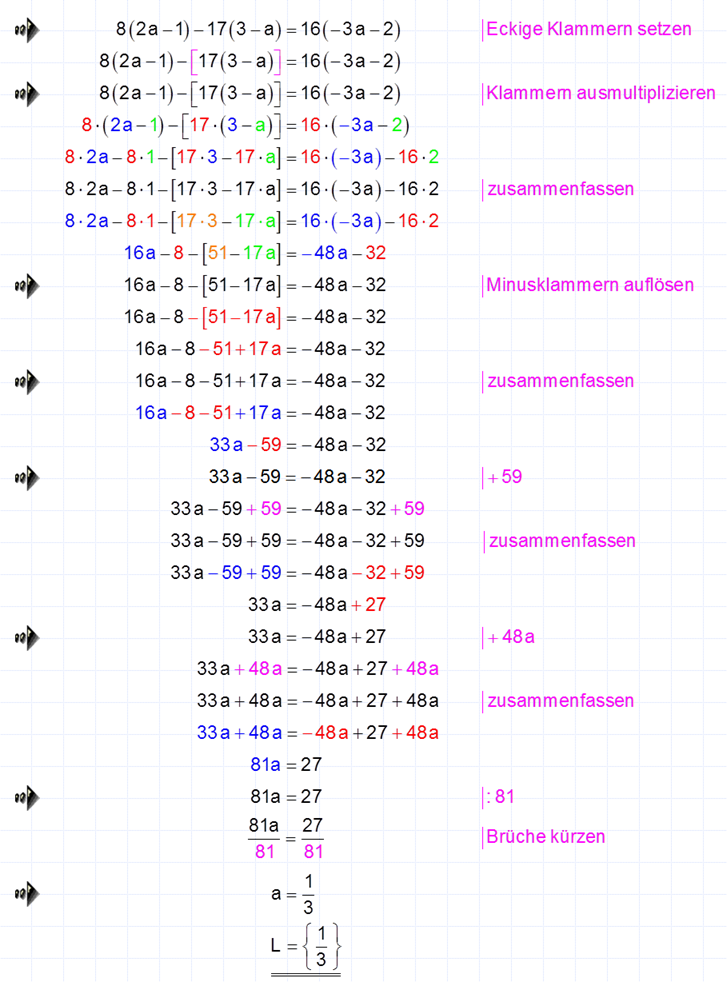 8(2a−1)−17(3−a)=16(−3a−2) |Eckige Klammern setzen
8(2a−1)−[17(3−a)]=16(−3a−2)
8(2a−1)−[17(3−a)]=16(−3a−2) |Klammern ausmultiplizieren
8·(2a−1)−[17·(3−a)]=16·(−3a−2)
8·2a−8·1−[17·3−17·a]=16·(−3a)−16·2
8·2a−8·1−[17·3−17·a]=16·(−3a)−16·2 |zusammenfassen
8·2a−8·1−[17·3−17·a]=16·(−3a)−16·2
16a−8−[51−17a]=−48a−32
16a−8−[51−17a]=−48a−32 |Minusklammern auflösen
16a−8−[51−17a]=−48a−32
16a−8−51+17a=−48a−32
16a−8−51+17a=−48a−32 |zusammenfassen
16a−8−51+17a=−48a−32
33a−59=−48a−32
33a−59=−48a−32 |+59
33a−59+59=−48a−32+59
33a−59+59=−48a−32+59 |zusammenfassen
33a−59+59=−48a−32+59
33a=−48a+27
33a=−48a+27 |+48a
33a+48a=−48a+27+48a
33a+48a=−48a+27+48a |zusammenfassen
33a+48a=−48a+27+48a
81a=27
81a=27 |:81
81a/81=27/81 |Brüche kürzen
a=1/3
L={1/3}